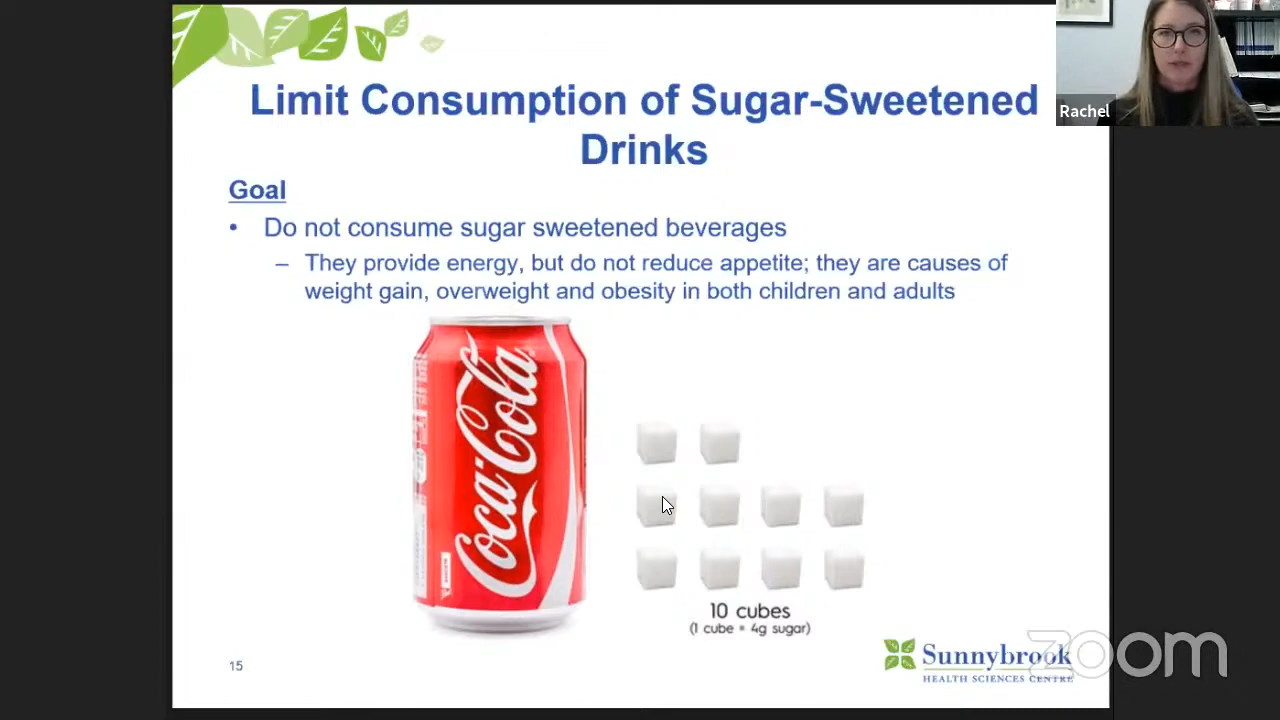 Limit Consumption of Sugar-Sweetened
Drinks
Rachel
Goal
• Do not consume sugar sweetened beverages
– They provide energy, but do not reduce appetite; they are causes of
weight gain, overweight and obesity in both children and adults
Coca-Cola
10 cubes
(1 cube = 4g sugar)
15
Sunnybrook
HEALTH SCIENCES CENTRE
zoom